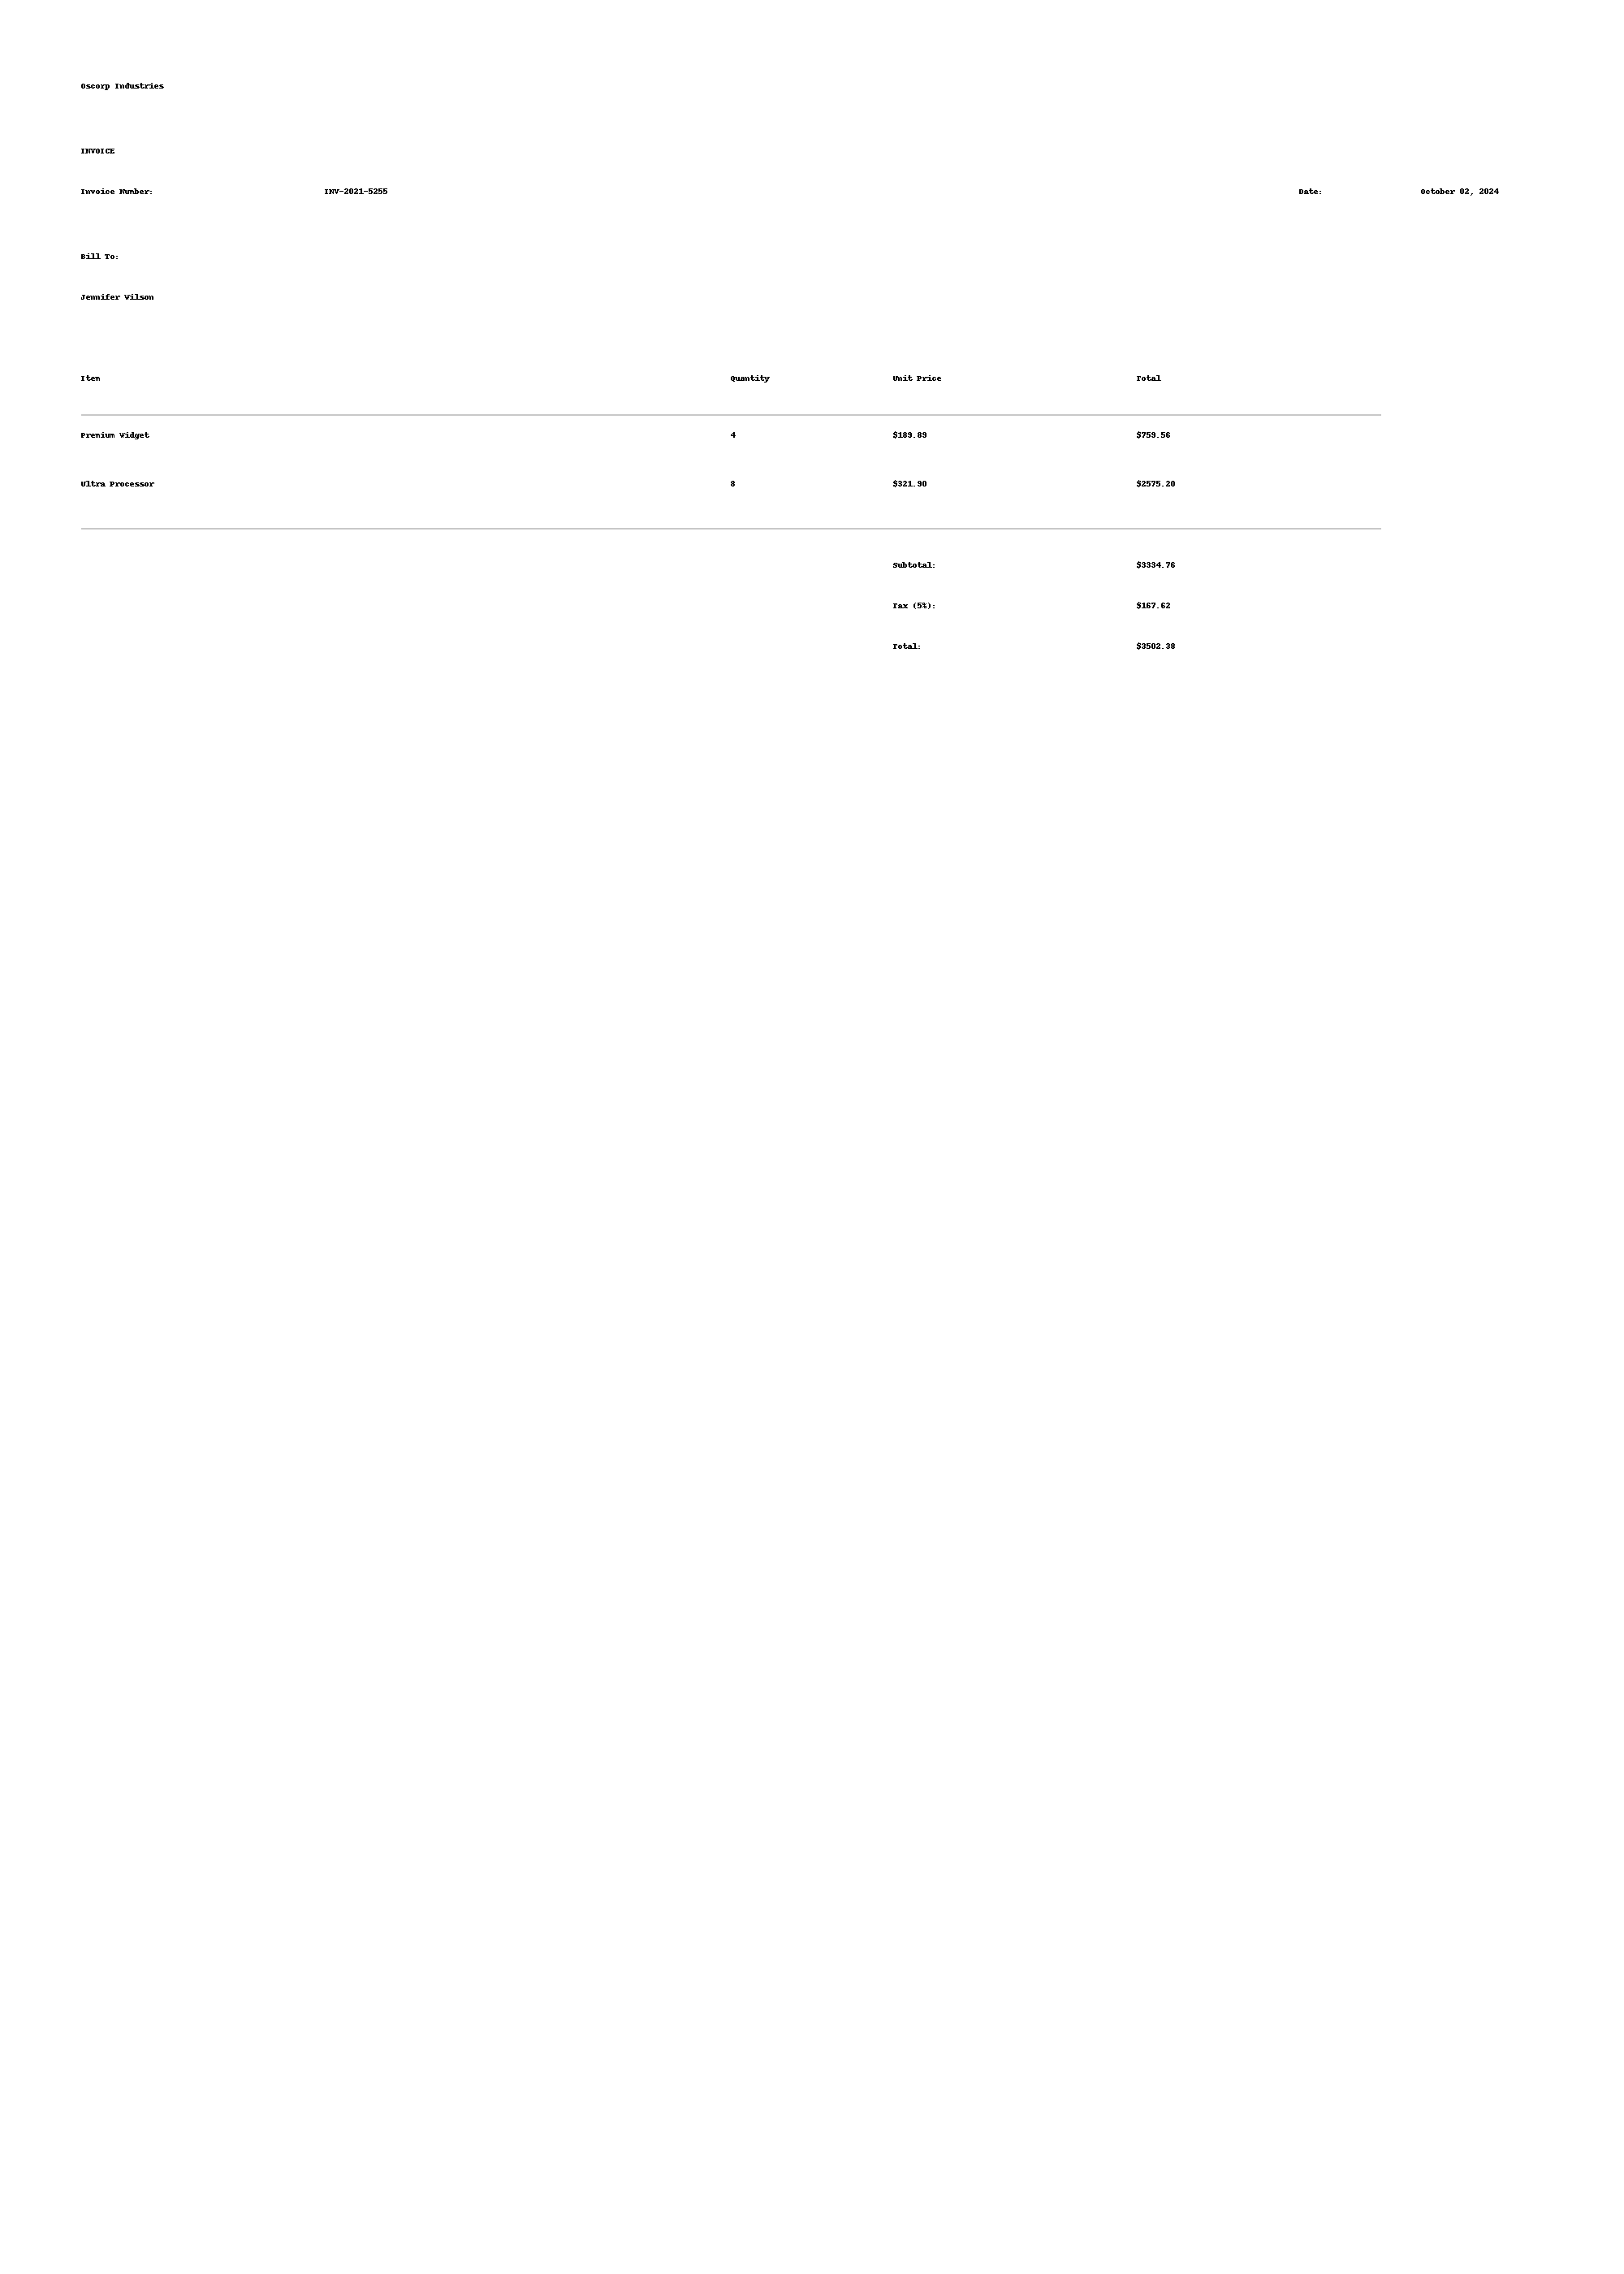 Oscorp Industries
INVOICE
Invoice Number: INV-2021-5255 Date: October 02, 2024
Bill To:
Jennifer Wilson
Item Quantity Unit Price Total
Premium Widget 4 $189.89 $759.56
Ultra Processor 8 $321.90 $2575.20
Subtotal: $3334.76
Tax (5%): $167.62
Total: $3502.38